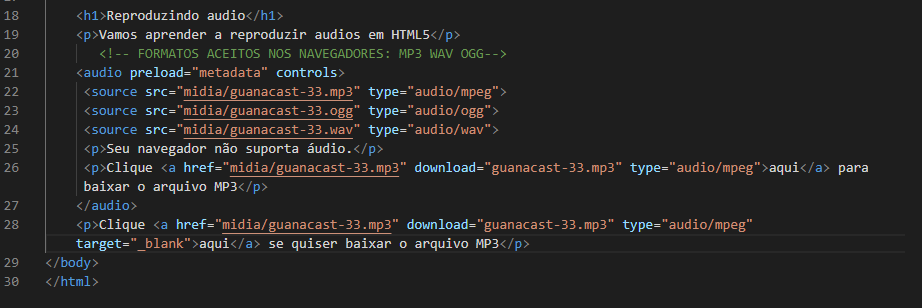 18 <h1>Reproduzindo audio</h1>
19 <p>Vamos aprender a reproduzir audios em HTML5</p>
20 <!-- FORMATOS ACEITOS NOS NAVEGADORES: MP3 WAV OGG-->
21 <audio preload="metadata" controls>
22 <source src="midia/guanacast-33.mp3" type="audio/mpeg">
23 <source src="midia/guanacast-33.ogg" type="audio/ogg">
24 <source src="midia/guanacast-33.wav" type="audio/wav">
25 <p>Seu navegador não suporta áudio.</p>
26 <p>Clique <a href="midia/guanacast-33.mp3" download="guanacast-33.mp3" type="audio/mpeg">aqui</a> para
baixar o arquivo MP3</p>
27 </audio>
28 <p>Clique <a href="midia/guanacast-33.mp3" download="guanacast-33.mp3" type="audio/mpeg"
target="_blank">aqui</a> se quiser baixar o arquivo MP3</p>
29 </body>
30 </html>